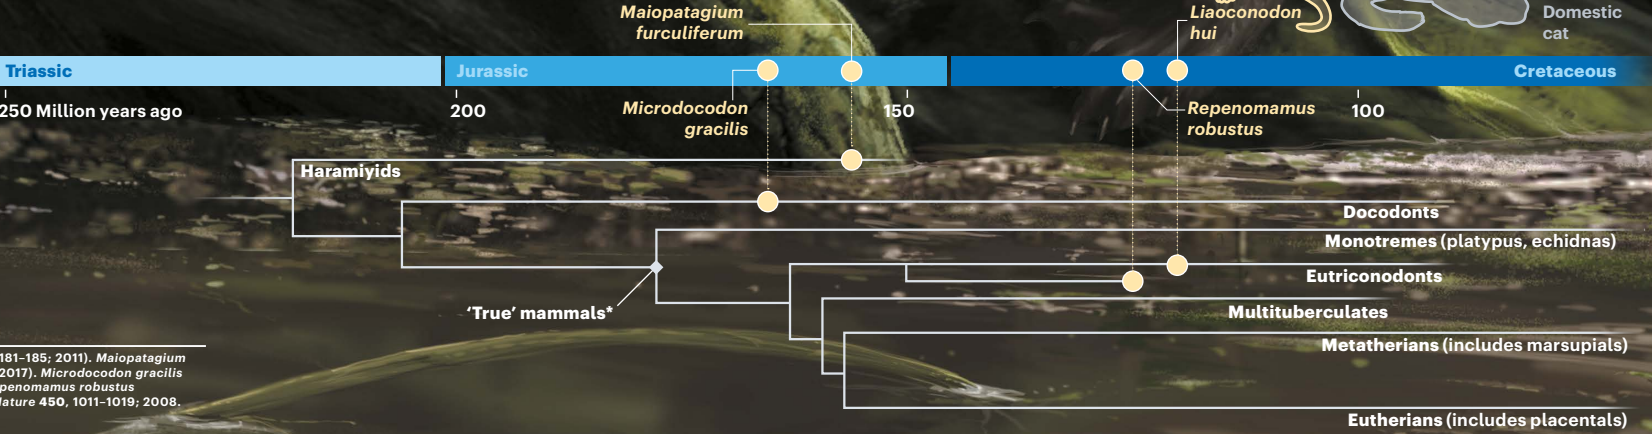 Maiopatagium
furculiferum
Liaoconodon
hui
Domestic
cat
Triassic
Jurassic
Cretaceous
250 Million years ago
200
Microdocodon
gracilis
150
Repenomamus
robustus
100
Haramiyids
Docodonts
Monotremes (platypus, echidnas)
Eutriconodonts
‘True’ mammals*
Multituberculates
Metatherians (includes marsupials)
Eutherians (includes placentals)
181–185; 2011). Maiopatagium
2017). Microdocodon gracilis
penomamus robustus
ature 450, 1011–1019; 2008.